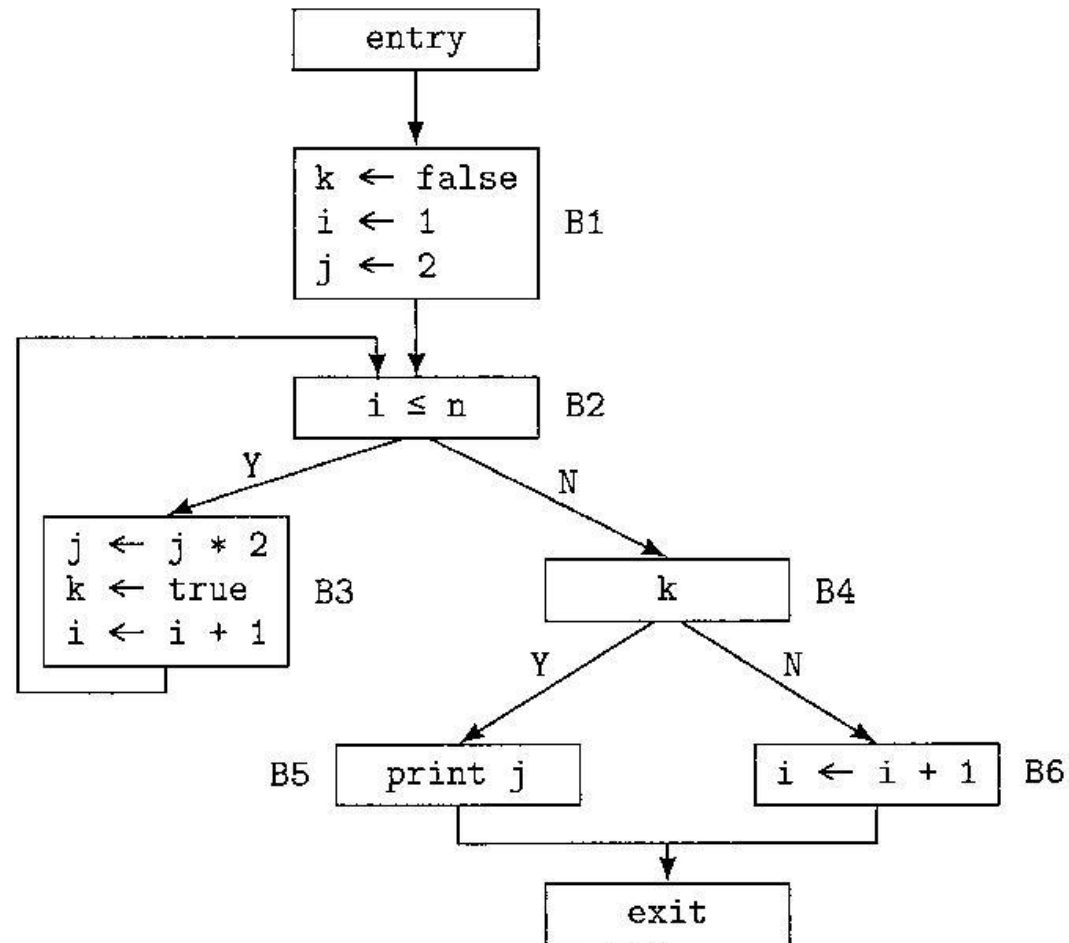 entry
k ← false
i ← 1
j ← 2
B1
i ≤ n
B2
Y
N
j ← j * 2
k ← true
i ← i + 1
B3
k
B4
Y
N
B5
print j
i ← i + 1
B6
exit